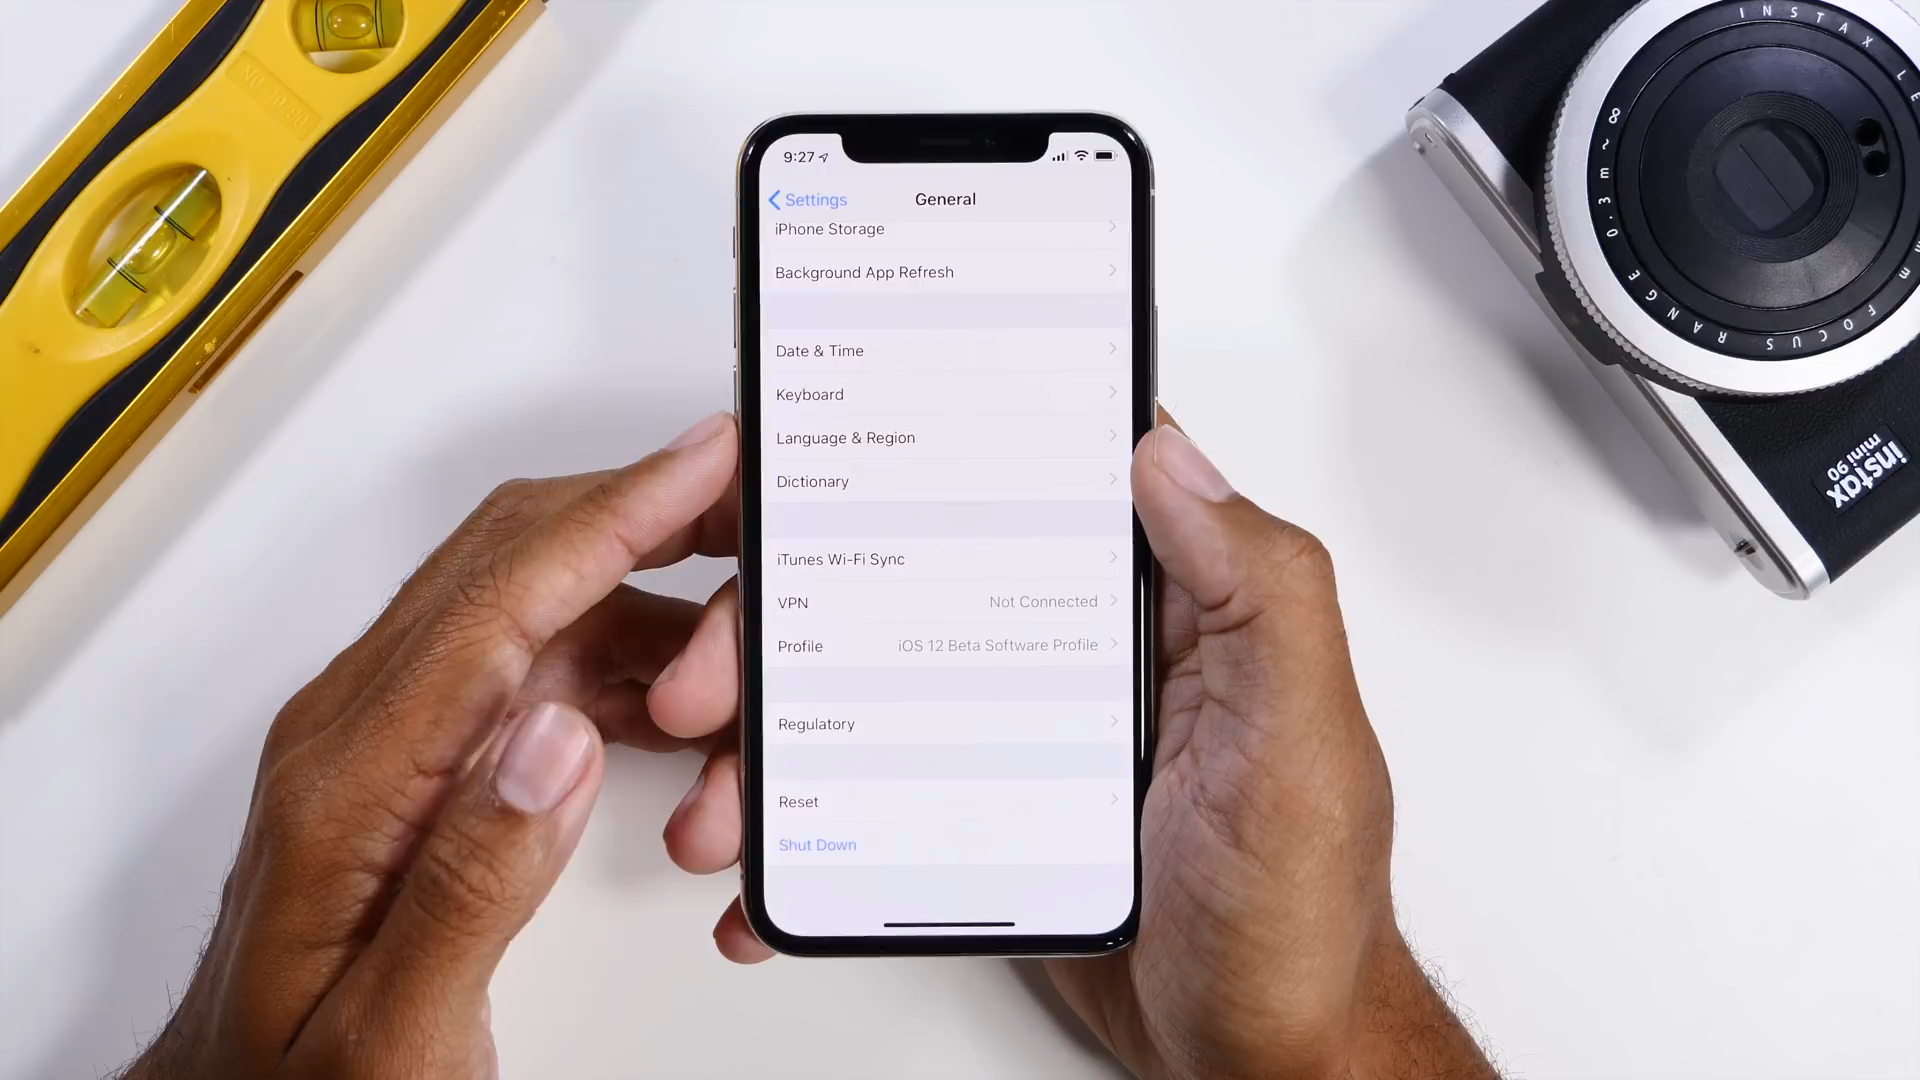 9:27
Settings
General
iPhone Storage
Background App Refresh
Date & Time
Keyboard
Language & Region
Dictionary
iTunes Wi-Fi Sync
VPN Not Connected
Profile iOS 12 Beta Software Profile
Regulatory
Reset
Shut Down
INSTAX LE
0.3m~∞
FOCUS RANGE
instax
mini 90